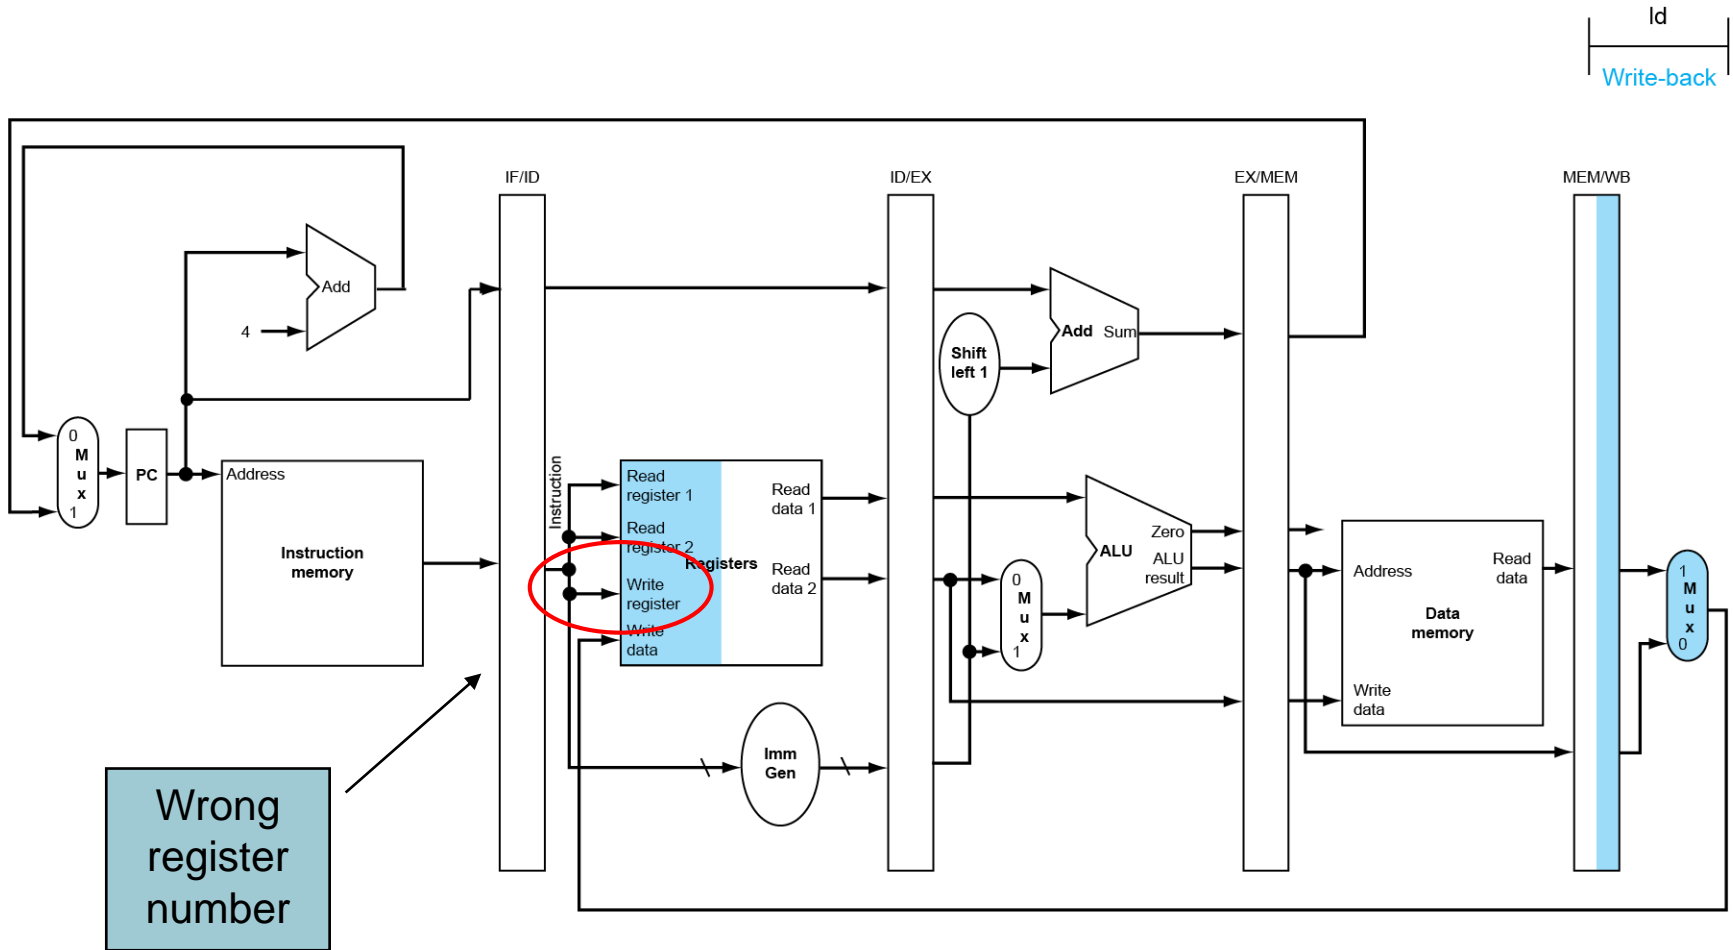 ld
Write-back
IF/ID
ID/EX
EX/MEM
MEM/WB
Add
4
Add Sum
Shift
left 1
0
M
u
x
1
PC
Address
Instruction
memory
Instruction
Read
register 1
Read
register 2
Registers
Write
register
Write
data
Read
data 1
Read
data 2
Zero
ALU
ALU
result
0
M
u
x
1
Address
Read
data
Data
memory
Write
data
1
M
u
x
0
Imm
Gen
Wrong
register
number